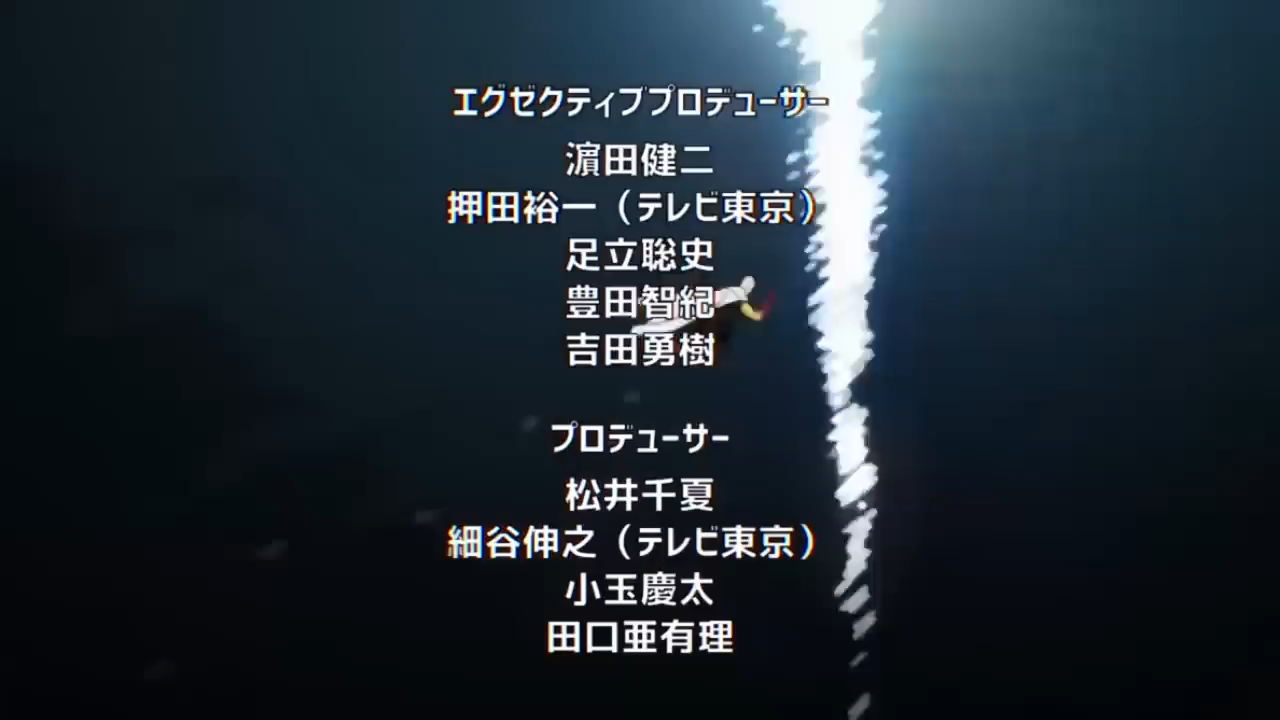 エグゼクティブプロデューサー
濵田健二
押田裕一（テレビ東京）
足立聡史
豊田智紀
吉田勇樹
プロデューサー
松井千夏
細谷伸之（テレビ東京）
小玉慶太
田口亜有理